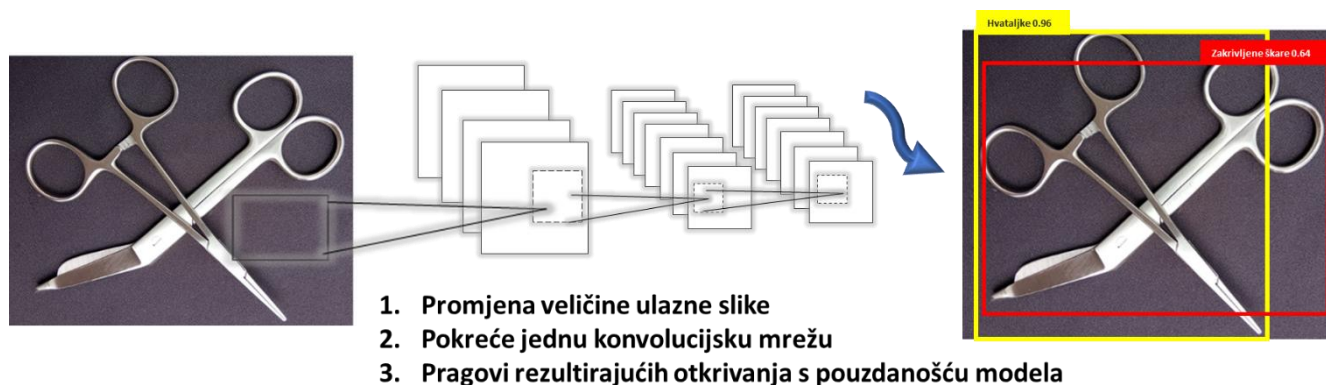 Hvataljke 0.96
Zakrivljene škare 0.64
1. Promjena veličine ulazne slike
2. Pokreće jednu konvolucijsku mrežu
3. Pragovi rezultirajućih otkrivanja s pouzdanošću modela